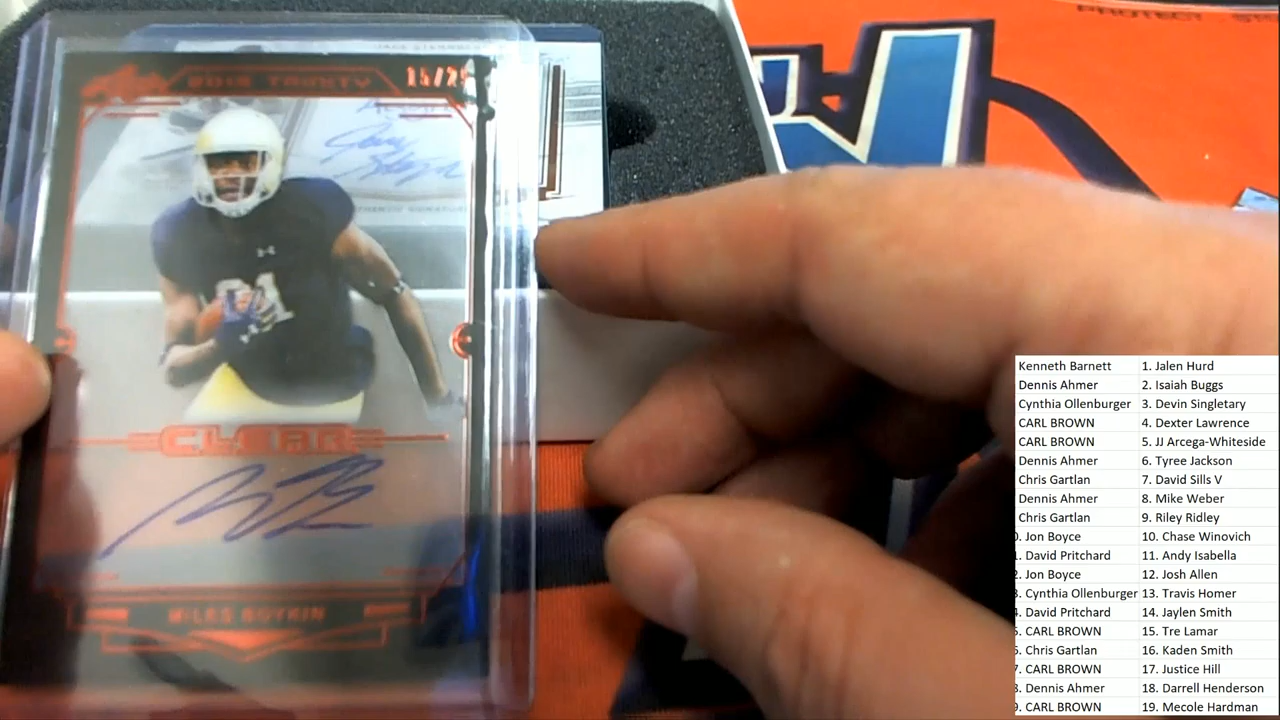 2019 TRINITY 15/25
81
CLEAR
MILES BOYKIN
Kenneth Barnett 1. Jalen Hurd
Dennis Ahmer 2. Isaiah Buggs
Cynthia Ollenburger 3. Devin Singletary
CARL BROWN 4. Dexter Lawrence
CARL BROWN 5. JJ Arcega-Whiteside
Dennis Ahmer 6. Tyree Jackson
Chris Gartlan 7. David Sills V
Dennis Ahmer 8. Mike Weber
Chris Gartlan 9. Riley Ridley
Jon Boyce 10. Chase Winovich
David Pritchard 11. Andy Isabella
Jon Boyce 12. Josh Allen
Cynthia Ollenburger 13. Travis Homer
David Pritchard 14. Jaylen Smith
CARL BROWN 15. Tre Lamar
Chris Gartlan 16. Kaden Smith
CARL BROWN 17. Justice Hill
Dennis Ahmer 18. Darrell Henderson
CARL BROWN 19. Mecole Hardman